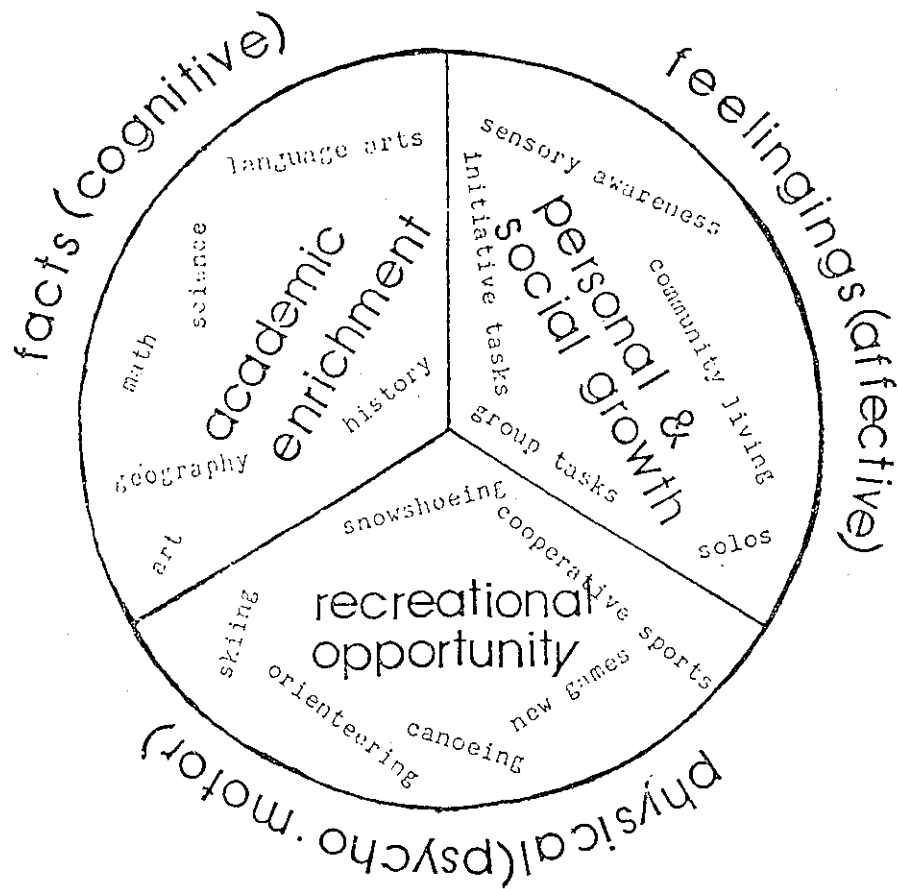 facts (cognitive)
language arts
science
math
academic
enrichment
history
geography
art
feelingings (affective)
sensory awareness
initiative tasks
personal &
social growth
community living
group tasks
solos
snowshoeing
cooperative sports
recreational
opportunity
skiing
orienteering
canoeing
new games
physical (psycho·motor)